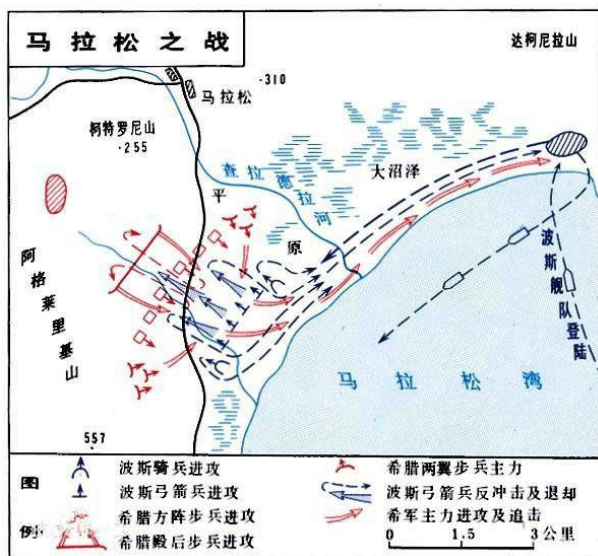 马拉松之战
达柯尼拉山
·310
马拉松
柯特罗尼山
·255
查拉德拉河
大沼泽
平原
阿格莱里基山
波斯舰队登陆
马拉松湾
557
图例
波斯骑兵进攻
波斯弓箭兵进攻
希腊方阵步兵进攻
希腊殿后步兵进攻
希腊两翼步兵主力
波斯弓箭兵反冲击及退却
希军主力进攻及追击
0 1.5 3公里